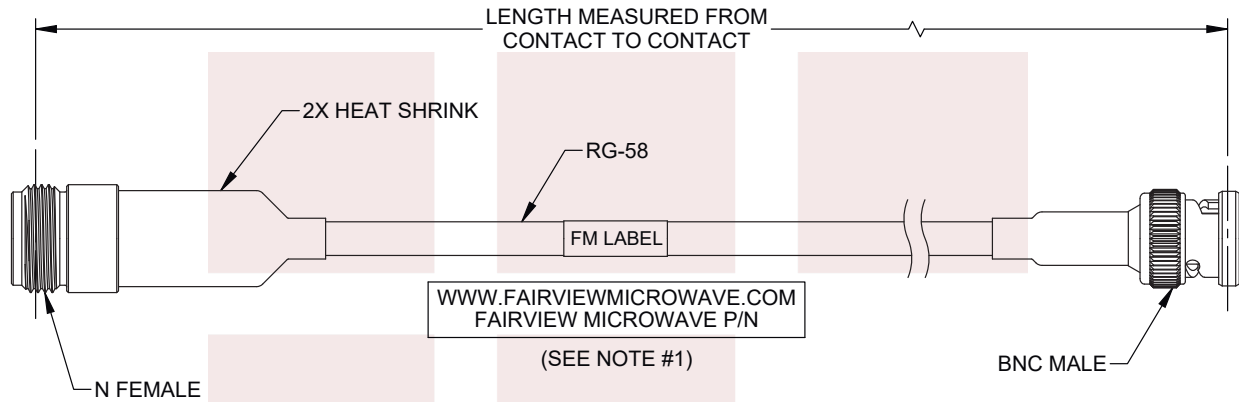 LENGTH MEASURED FROM
CONTACT TO CONTACT
2X HEAT SHRINK
RG-58
FM LABEL
WWW.FAIRVIEWMICROWAVE.COM
FAIRVIEW MICROWAVE P/N
(SEE NOTE #1)
BNC MALE
N FEMALE